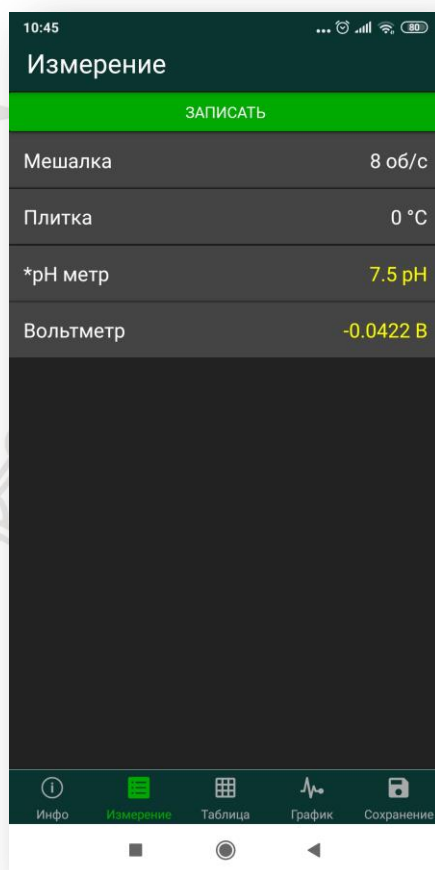 10:45
80
Измерение
ЗАПИСАТЬ
Мешалка 8 об/с
Плитка 0 °C
*pH метр 7.5 pH
Вольтметр -0.0422 В
Инфо Измерение Таблица График Сохранение